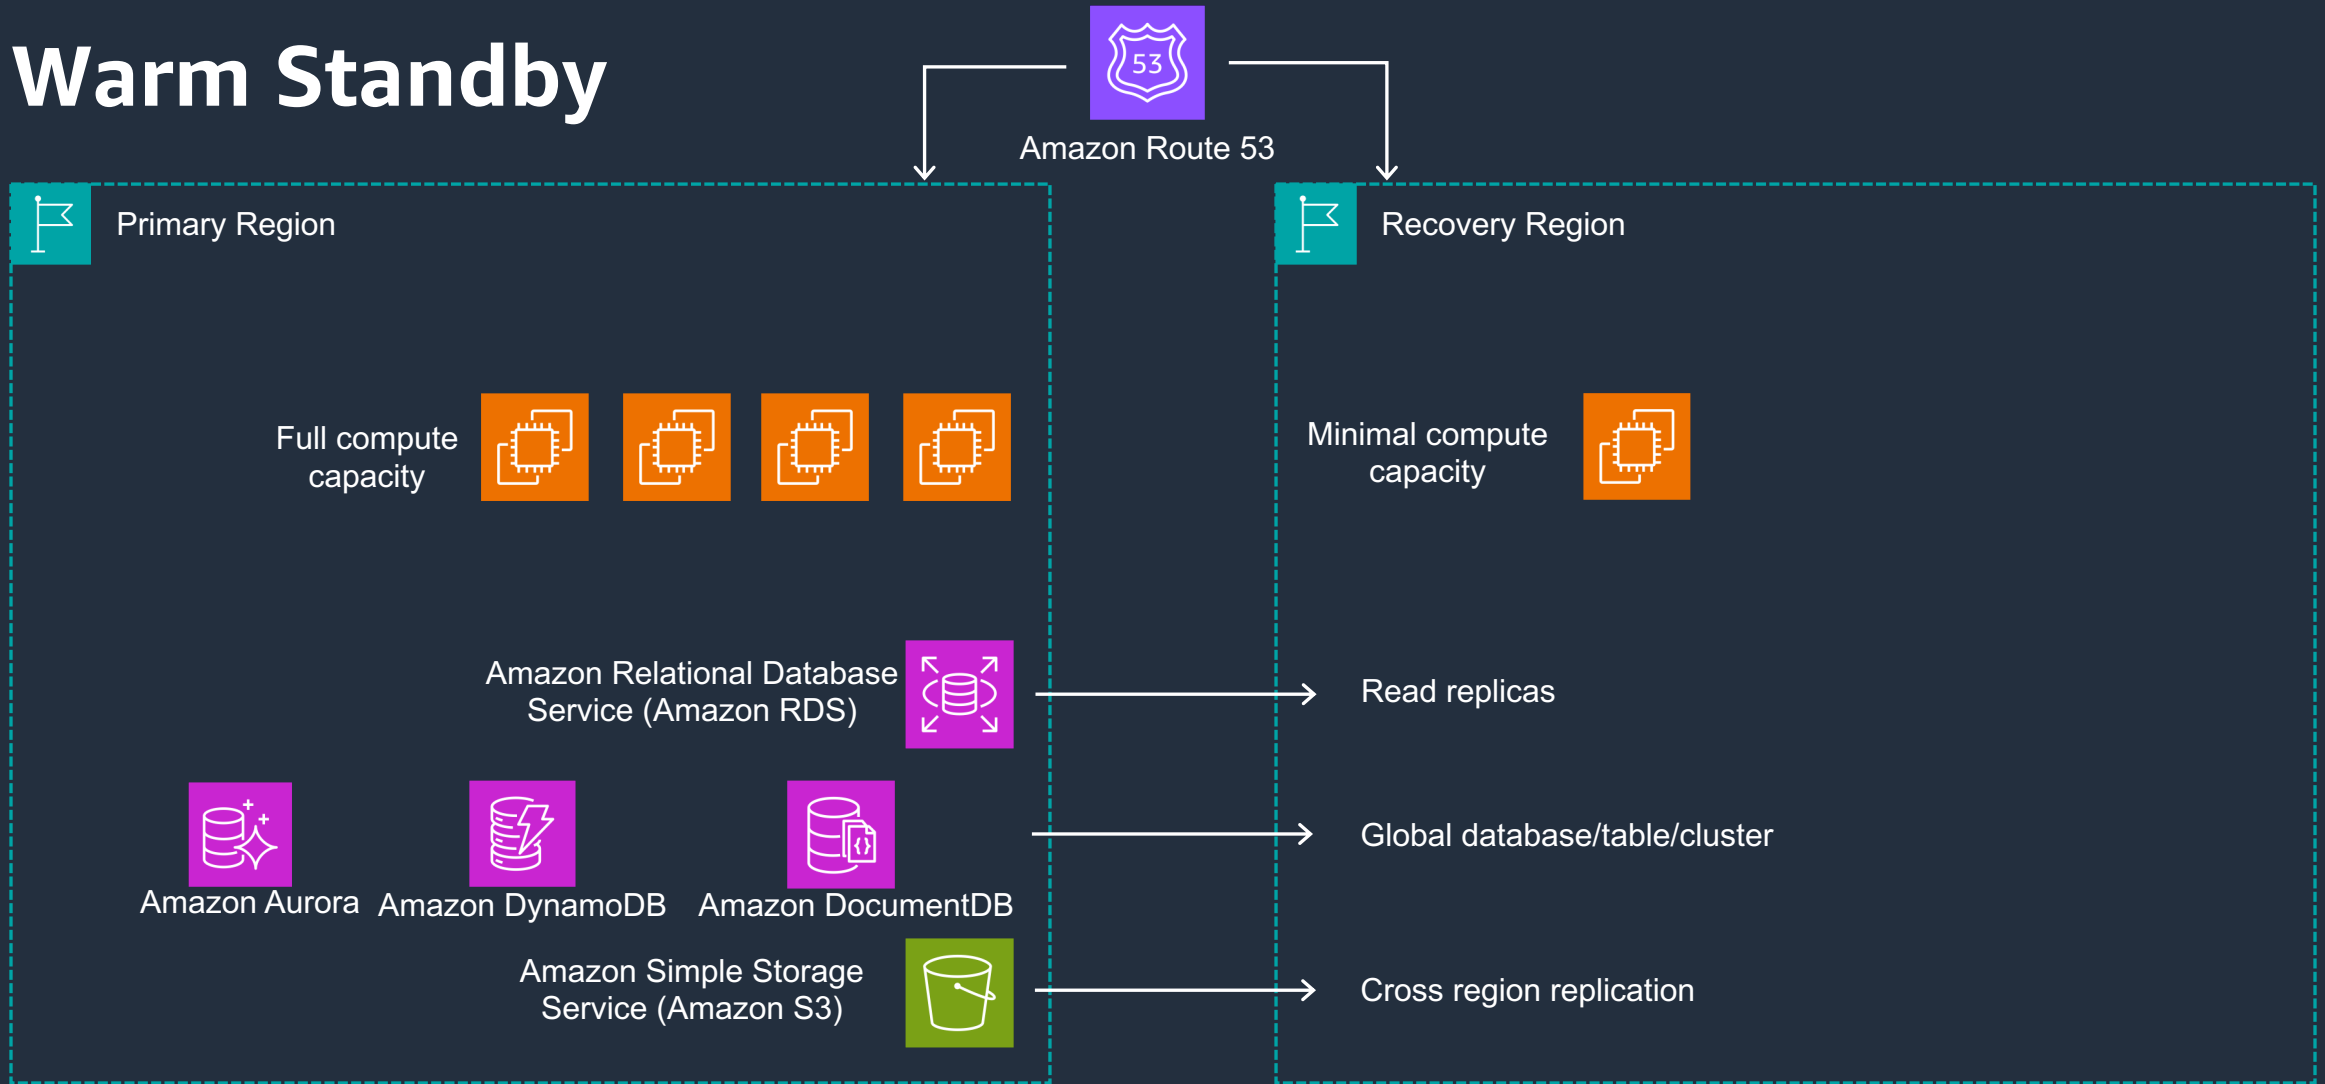 Warm Standby
53
Amazon Route 53
Primary Region
Recovery Region
Full compute
capacity
Minimal compute
capacity
Amazon Relational Database
Service (Amazon RDS)
Read replicas
Amazon Aurora
Amazon DynamoDB
Amazon DocumentDB
Global database/table/cluster
Amazon Simple Storage
Service (Amazon S3)
Cross region replication